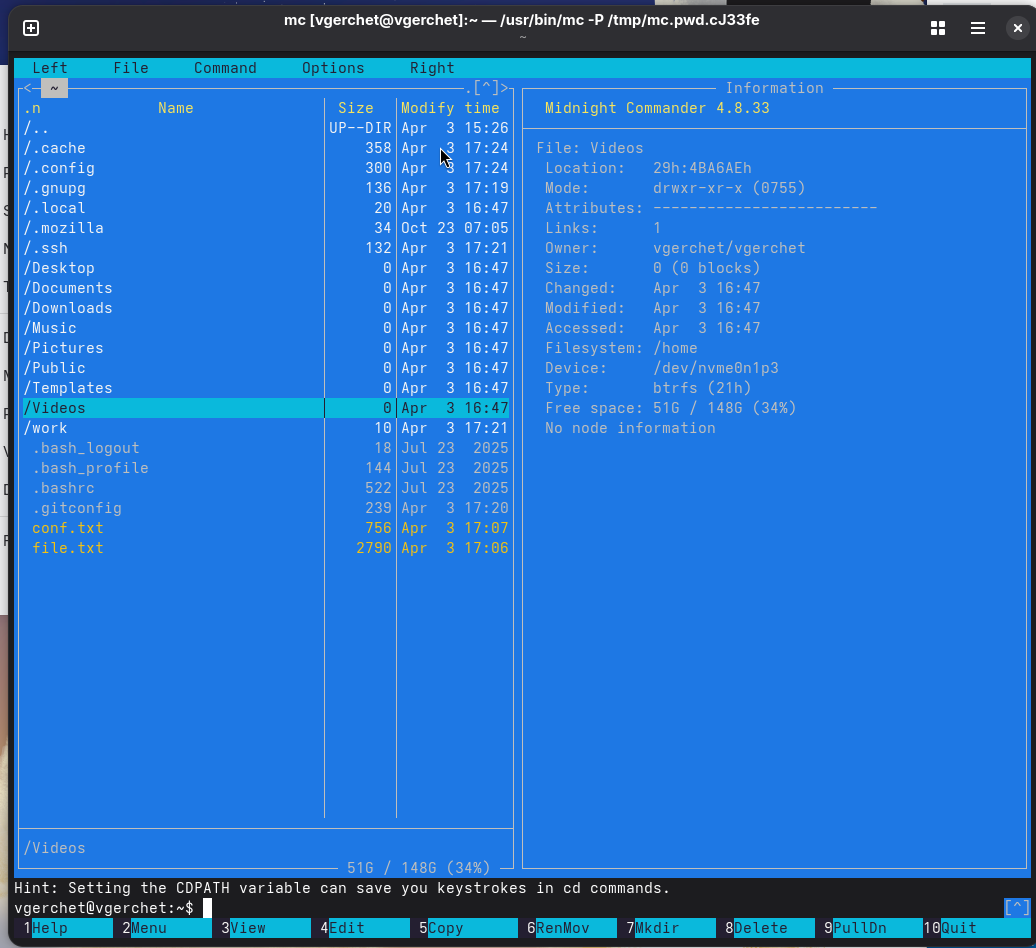 mc [vgerchet@vgerchet]:~ — /usr/bin/mc -P /tmp/mc.pwd.cJ33fe
~
Left File Command Options Right
<─ ~ .[^]>
.n Name Size Modify time
/.. UP--DIR Apr 3 15:26
/.cache 358 Apr 3 17:24
/.config 300 Apr 3 17:24
/.gnupg 136 Apr 3 17:19
/.local 20 Apr 3 16:47
/.mozilla 34 Oct 23 07:05
/.ssh 132 Apr 3 17:21
/Desktop 0 Apr 3 16:47
/Documents 0 Apr 3 16:47
/Downloads 0 Apr 3 16:47
/Music 0 Apr 3 16:47
/Pictures 0 Apr 3 16:47
/Public 0 Apr 3 16:47
/Templates 0 Apr 3 16:47
/Videos 0 Apr 3 16:47
/work 10 Apr 3 17:21
.bash_logout 18 Jul 23 2025
.bash_profile 144 Jul 23 2025
.bashrc 522 Jul 23 2025
.gitconfig 239 Apr 3 17:20
conf.txt 756 Apr 3 17:07
file.txt 2790 Apr 3 17:06
/Videos
51G / 148G (34%)
Information
Midnight Commander 4.8.33
File: Videos
Location: 29h:4BA6AEh
Mode: drwxr-xr-x (0755)
Attributes: -------------------------
Links: 1
Owner: vgerchet/vgerchet
Size: 0 (0 blocks)
Changed: Apr 3 16:47
Modified: Apr 3 16:47
Accessed: Apr 3 16:47
Filesystem: /home
Device: /dev/nvme0n1p3
Type: btrfs (21h)
Free space: 51G / 148G (34%)
No node information
Hint: Setting the CDPATH variable can save you keystrokes in cd commands.
vgerchet@vgerchet:~$ [^]
1Help 2Menu 3View 4Edit 5Copy 6RenMov 7Mkdir 8Delete 9PullDn 10Quit